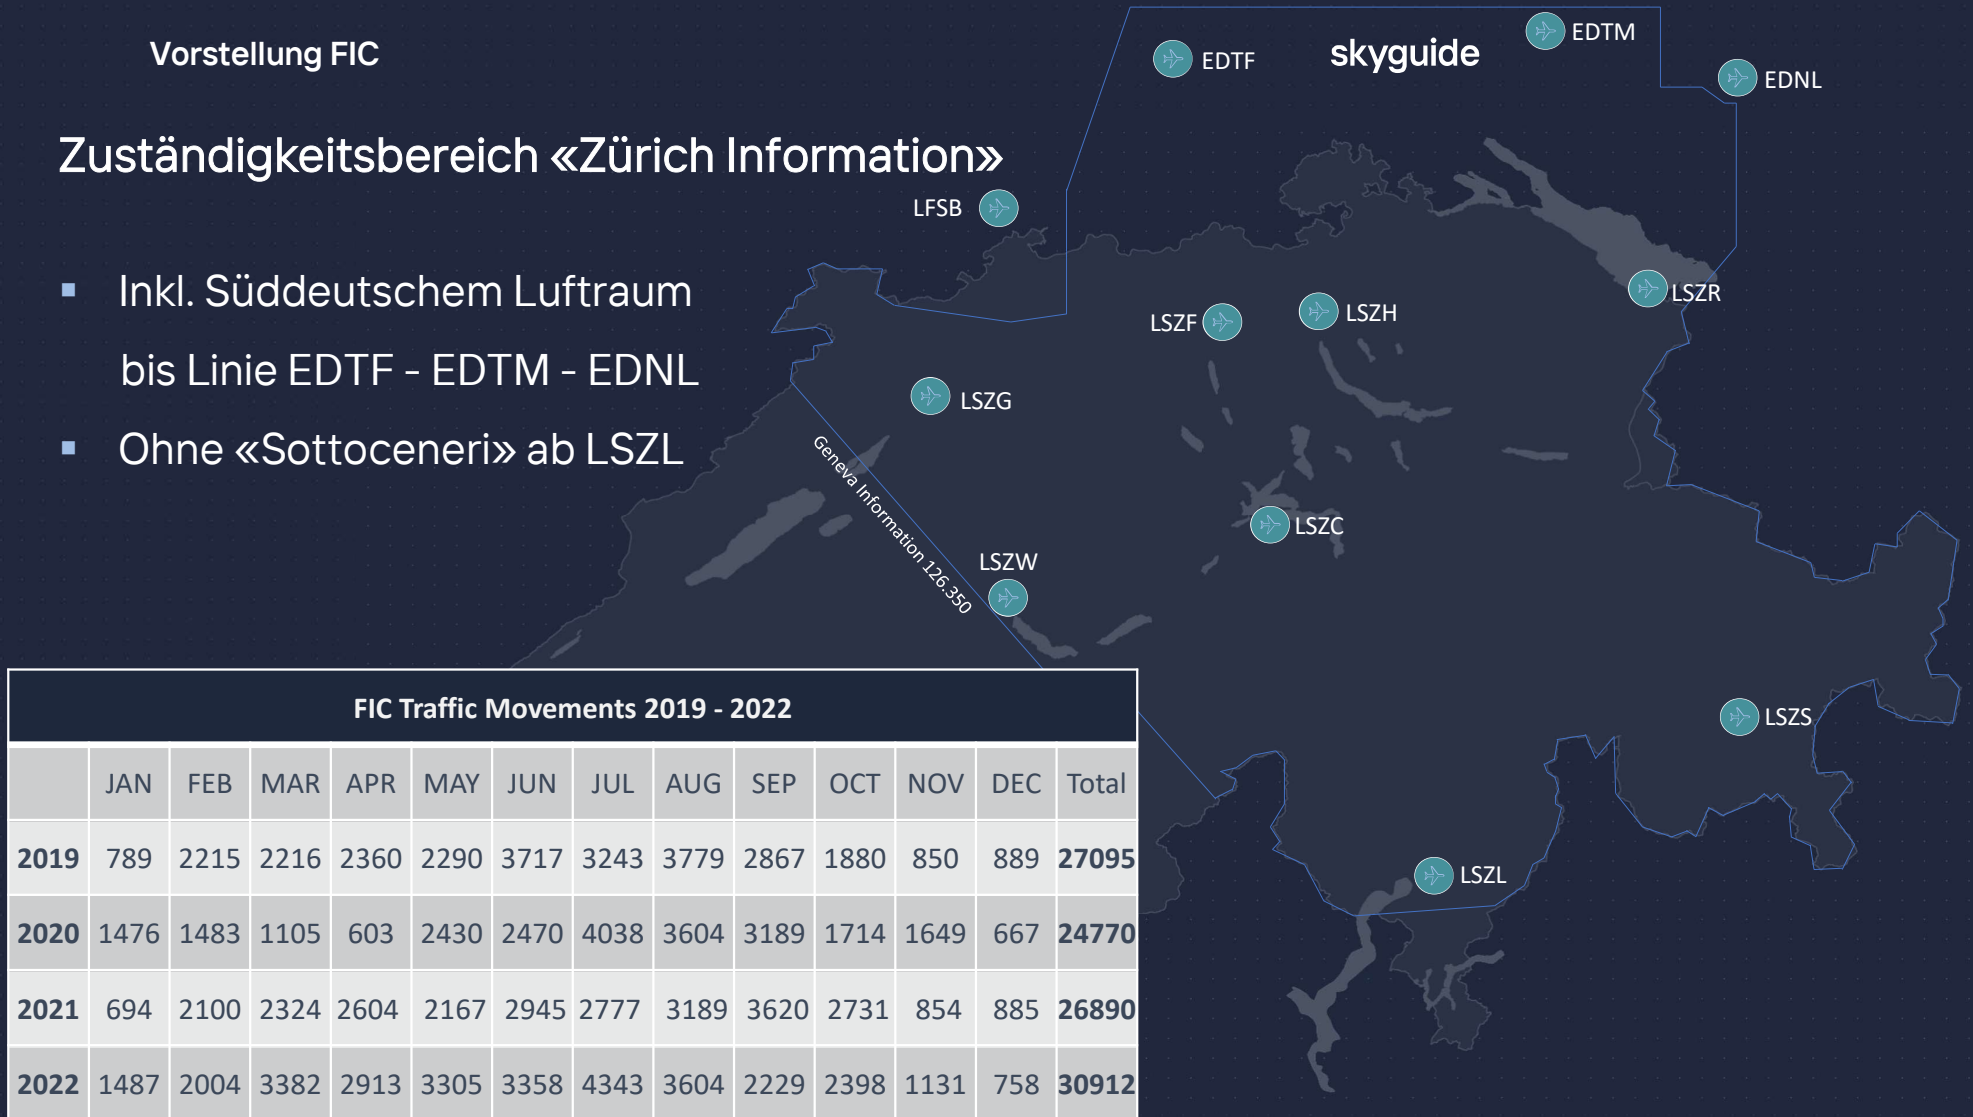 Vorstellung FIC
skyguide
Zuständigkeitsbereich «Zürich Information»
▪ Inkl. Süddeutschem Luftraum
bis Linie EDTF - EDTM - EDNL
▪ Ohne «Sottoceneri» ab LSZL
EDTF
EDTM
EDNL
LFSB
LSZR
LSZF
LSZH
LSZG
Geneva Information 126.350
LSZC
LSZW
LSZS
LSZL
FIC Traffic Movements 2019 - 2022
JAN FEB MAR APR MAY JUN JUL AUG SEP OCT NOV DEC Total
2019 789 2215 2216 2360 2290 3717 3243 3779 2867 1880 850 889 27095
2020 1476 1483 1105 603 2430 2470 4038 3604 3189 1714 1649 667 24770
2021 694 2100 2324 2604 2167 2945 2777 3189 3620 2731 854 885 26890
2022 1487 2004 3382 2913 3305 3358 4343 3604 2229 2398 1131 758 30912